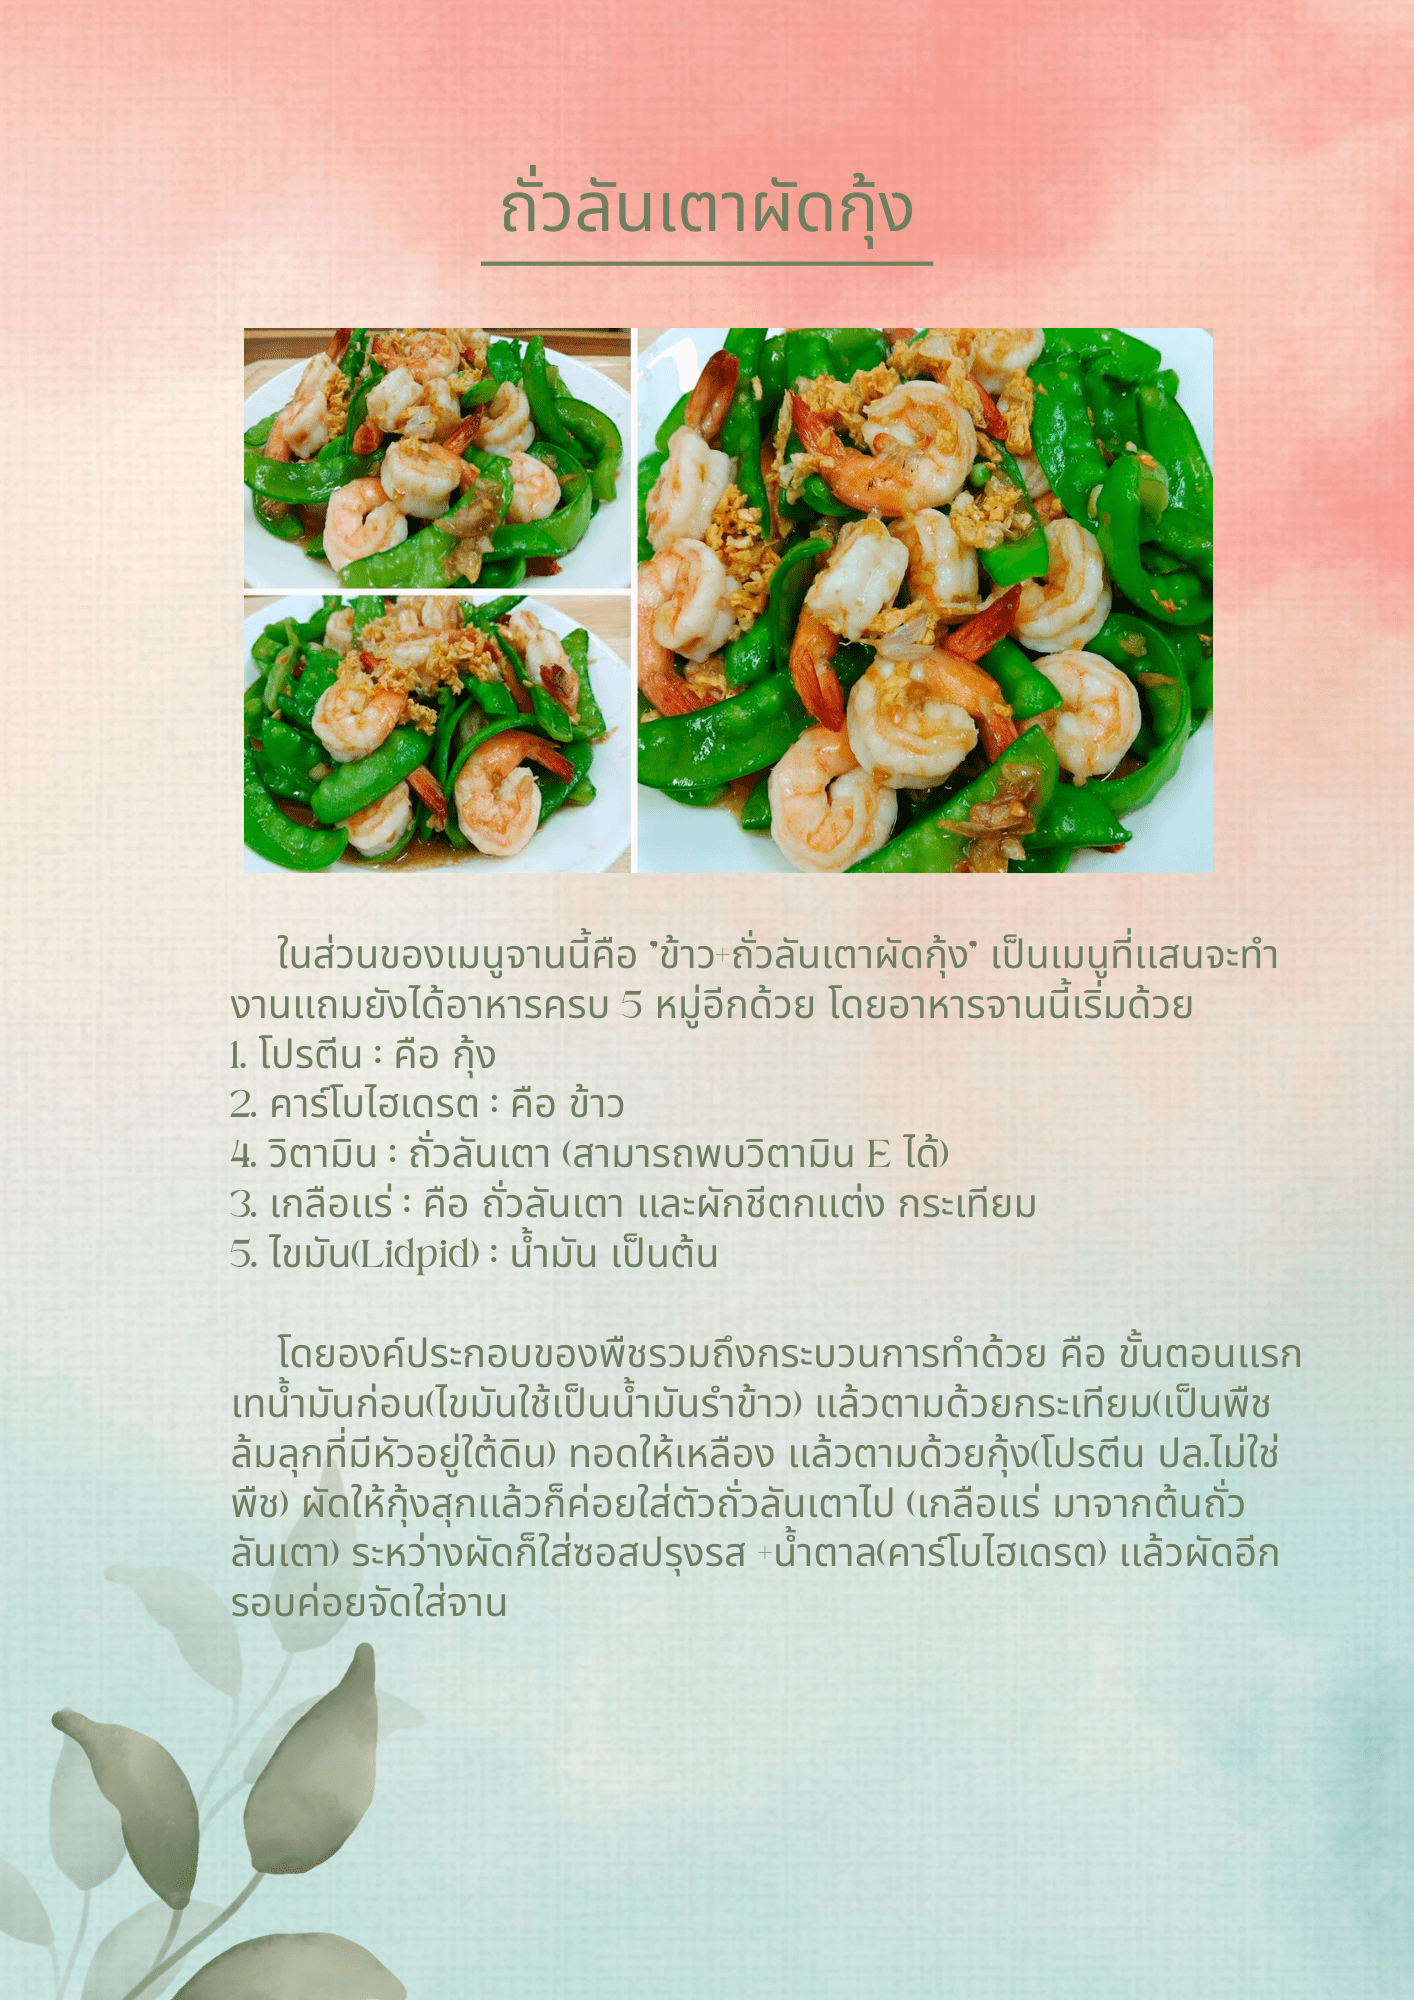 ถั่วลันเตาผัดกุ้ง
ในส่วนของเมนูจานนี้คือ "ข้าว+ถั่วลันเตาผัดกุ้ง" เป็นเมนูที่แสนจะทำ
งานแถมยังได้อาหารครบ 5 หมู่อีกด้วย โดยอาหารจานนี้เริ่มด้วย
1. โปรตีน : คือ กุ้ง
2. คาร์โบไฮเดรต : คือ ข้าว
4. วิตามิน : ถั่วลันเตา (สามารถพบวิตามิน E ได้)
3. เกลือแร่ : คือ ถั่วลันเตา และผักชีตกแต่ง กระเทียม
5. ไขมัน(Lidpid) : น้ำมัน เป็นต้น
โดยองค์ประกอบของพืชรวมถึงกระบวนการทำด้วย คือ ขั้นตอนแรก
เทน้ำมันก่อน(ไขมันใช้เป็นน้ำมันรำข้าว) แล้วตามด้วยกระเทียม(เป็นพืช
ล้มลุกที่มีหัวอยู่ใต้ดิน) ทอดให้เหลือง แล้วตามด้วยกุ้ง(โปรตีน ปล.ไม่ใช่
พืช) ผัดให้กุ้งสุกแล้วก็ค่อยใส่ตัวถั่วลันเตาไป (เกลือแร่ มาจากต้นถั่ว
ลันเตา) ระหว่างผัดก็ใส่ซอสปรุงรส +น้ำตาล(คาร์โบไฮเดรต) แล้วผัดอีก
รอบค่อยจัดใส่จาน